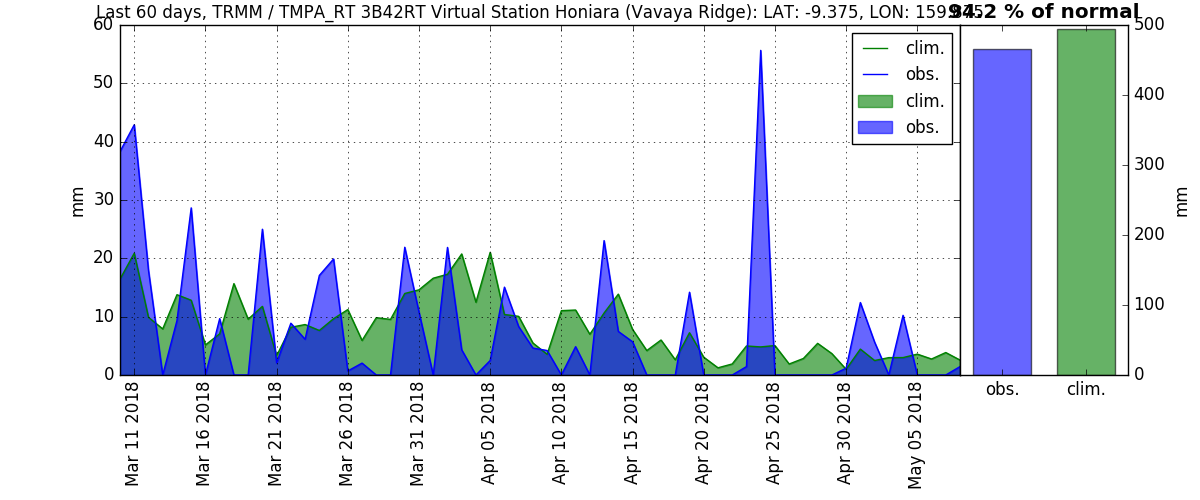 Last 60 days, TRMM / TMPA_RT 3B42RT Virtual Station Honiara (Vavaya Ridge): LAT: -9.375, LON:
94.2 % of normal
60
50
40
30
20
10
0
mm
clim.
obs.
clim.
obs.
500
400
300
200
100
0
mm
obs.
clim.
Mar 11 2018
Mar 16 2018
Mar 21 2018
Mar 26 2018
Mar 31 2018
Apr 05 2018
Apr 10 2018
Apr 15 2018
Apr 20 2018
Apr 25 2018
Apr 30 2018
May 05 2018